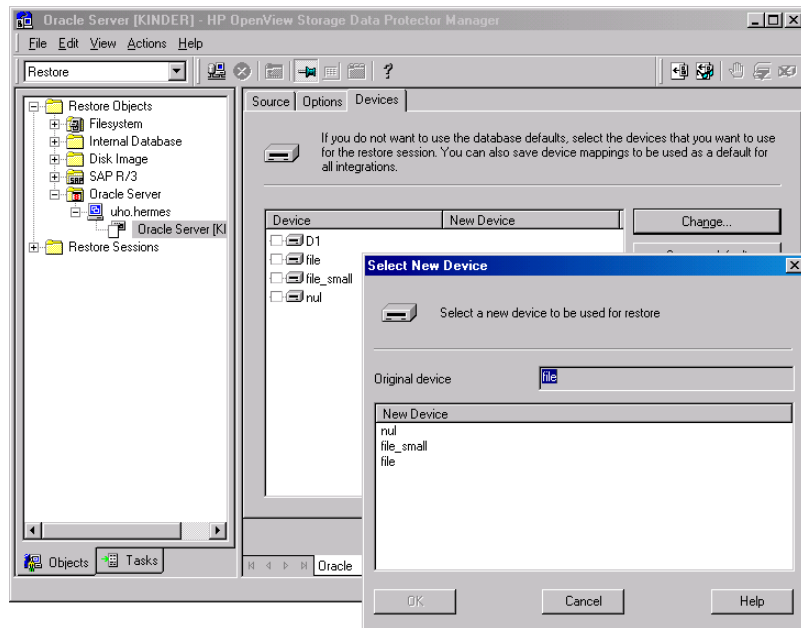 Oracle Server [KINDER] - HP OpenView Storage Data Protector Manager
File Edit View Actions Help
Restore
Restore Objects
Filesystem
Internal Database
Disk Image
SAP R/3
Oracle Server
uho.hermes
Oracle Server [KI
Restore Sessions
Objects
Tasks
Source
Options
Devices
If you do not want to use the database defaults, select the devices that you want to use
for the restore session. You can also save device mappings to be used as a default for
all integrations.
Device
New Device
D1
file
file_small
nul
Change...
Oracle
Select New Device
Select a new device to be used for restore
Original device
file
New Device
nul
file_small
file
OK
Cancel
Help